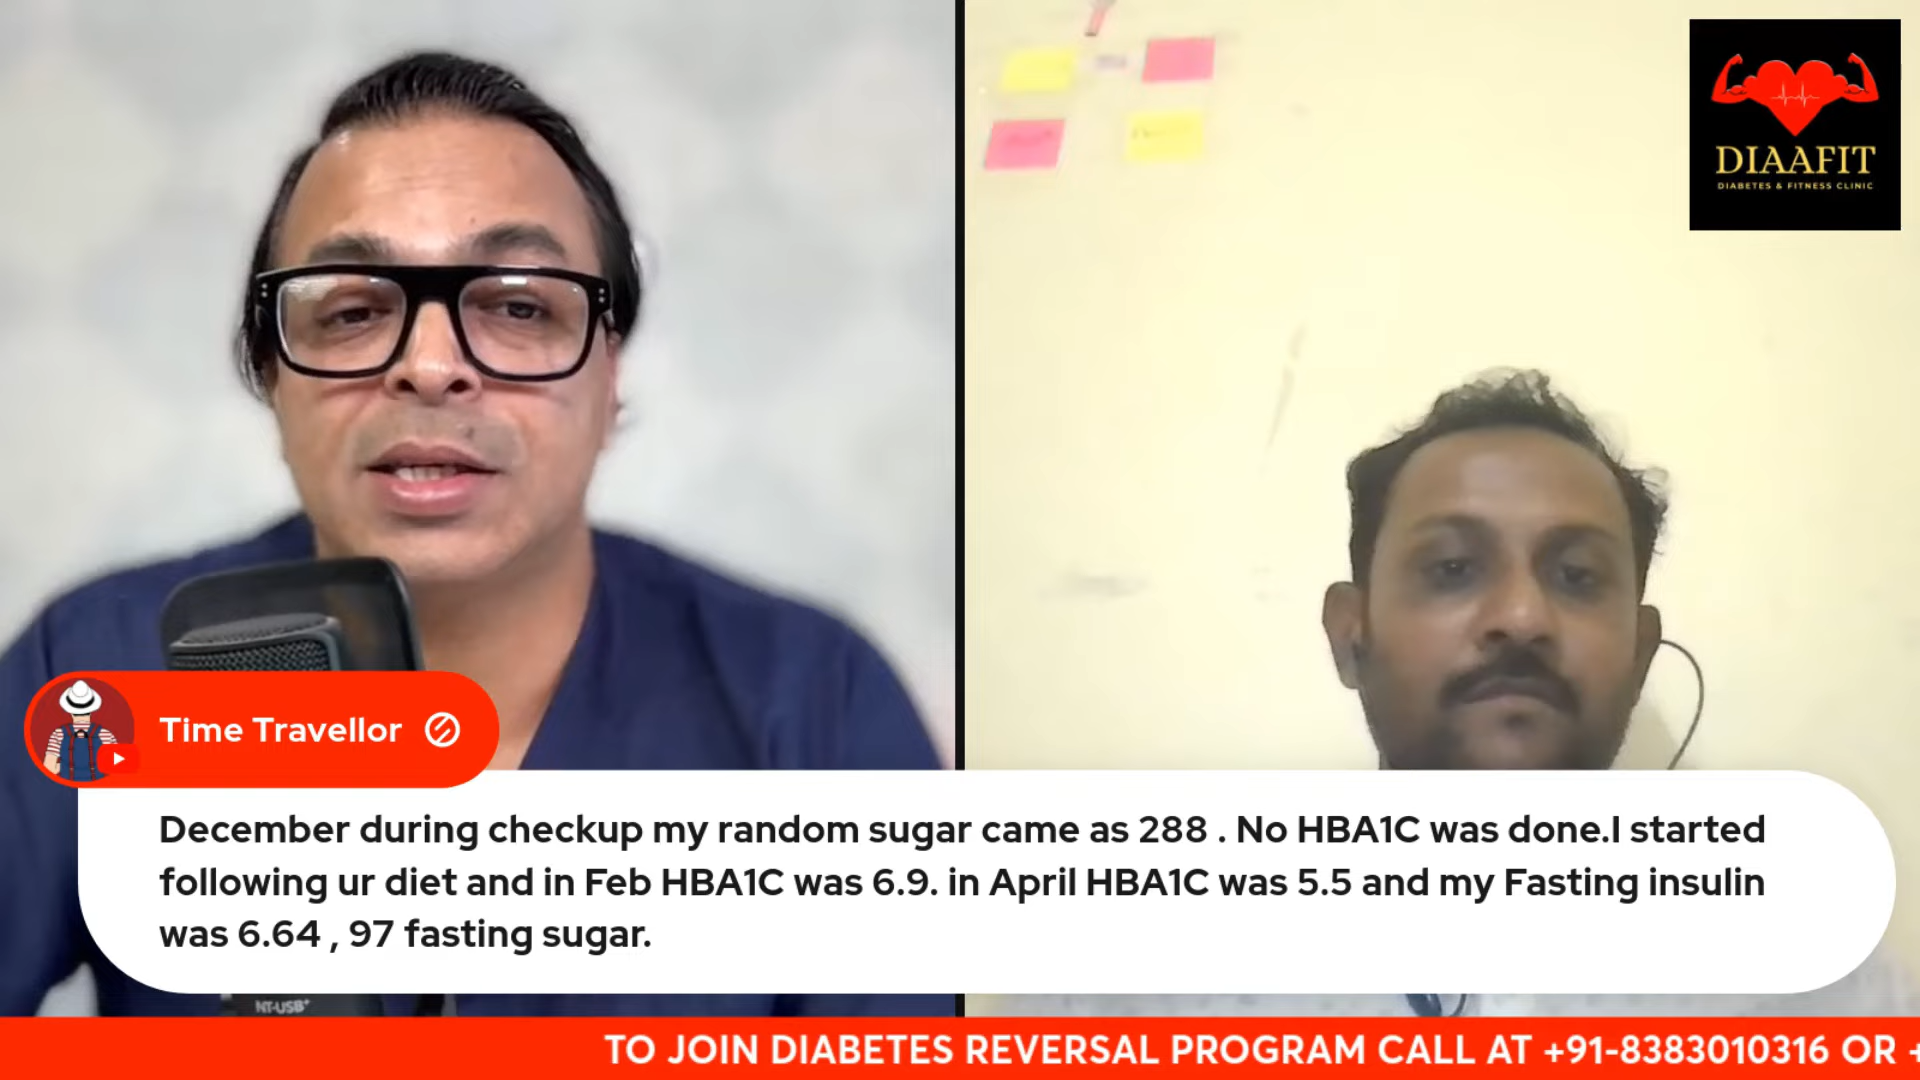 DIAAFIT
DIABETES & FITNESS CLINIC
Time Travellor
December during checkup my random sugar came as 288 . No HBA1C was done.I started
following ur diet and in Feb HBA1C was 6.9. in April HBA1C was 5.5 and my Fasting insulin
was 6.64 , 97 fasting sugar.
NT-USB+
TO JOIN DIABETES REVERSAL PROGRAM CALL AT +91-8383010316 OR +